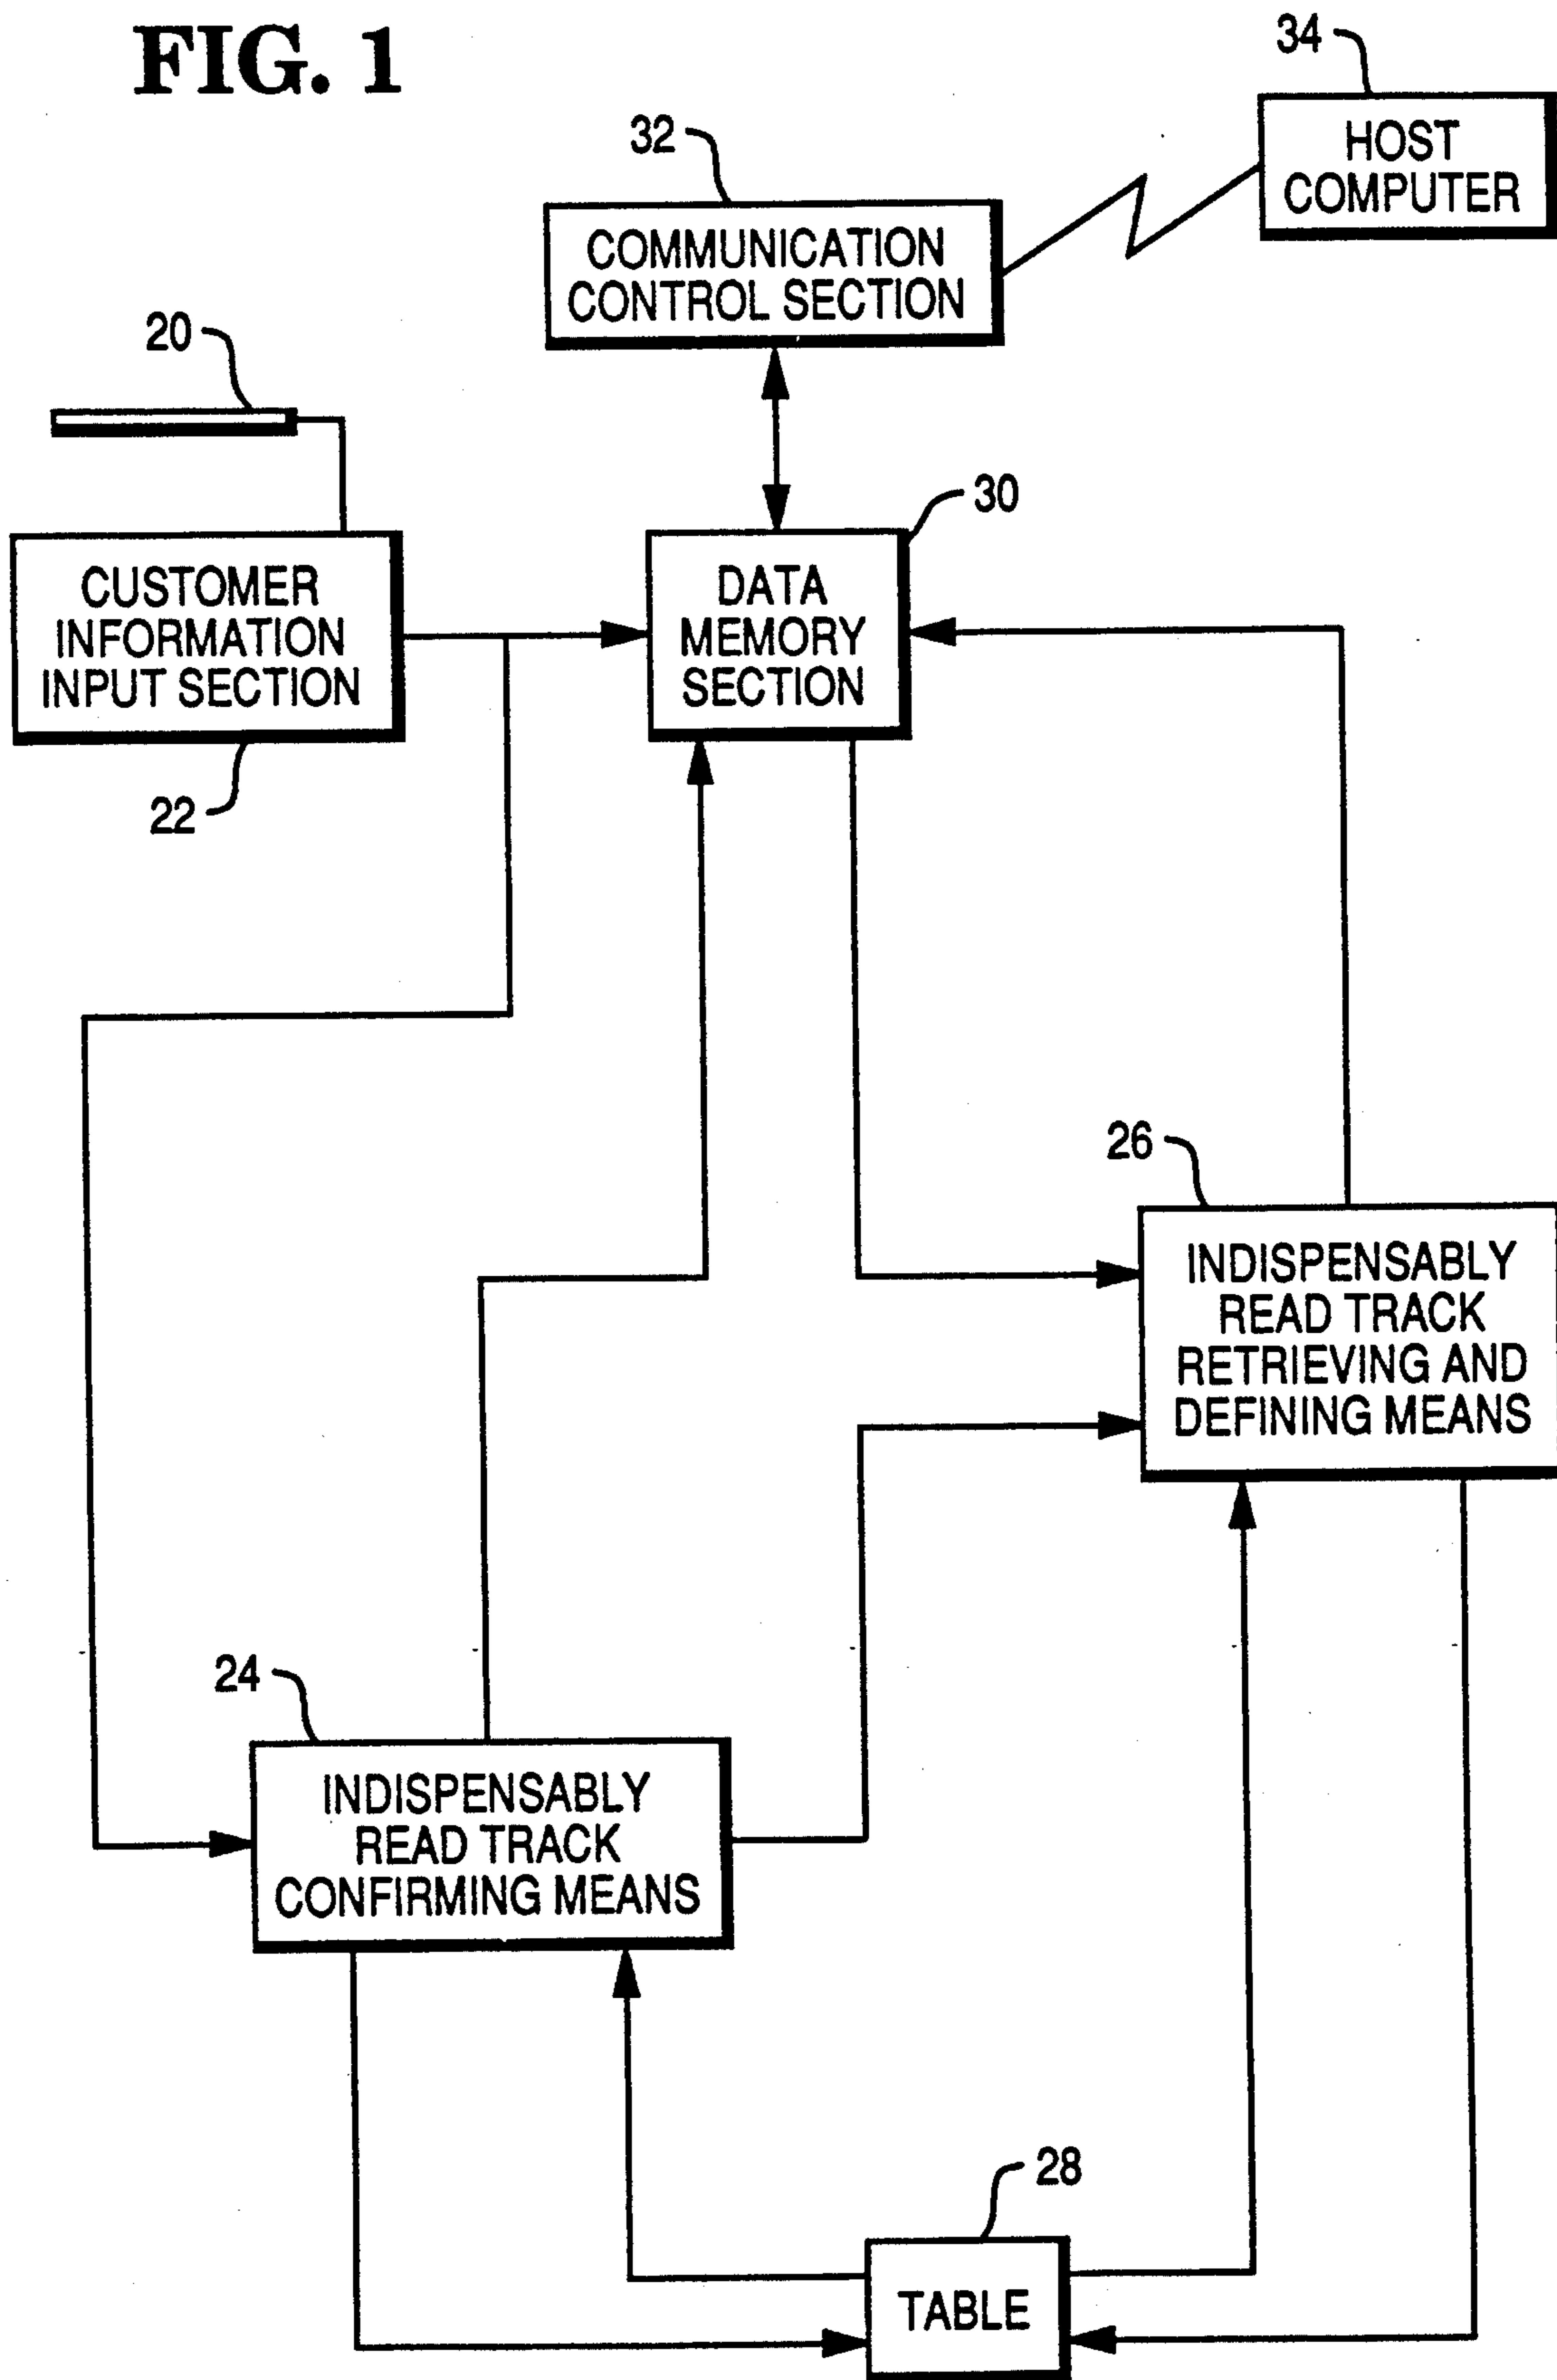 FIG. 1
34
HOST
COMPUTER
32
COMMUNICATION
CONTROL SECTION
20
30
CUSTOMER
INFORMATION
INPUT SECTION
22
DATA
MEMORY
SECTION
26
INDISPENSABLY
READ TRACK
RETRIEVING AND
DEFINING MEANS
24
INDISPENSABLY
READ TRACK
CONFIRMING MEANS
28
TABLE